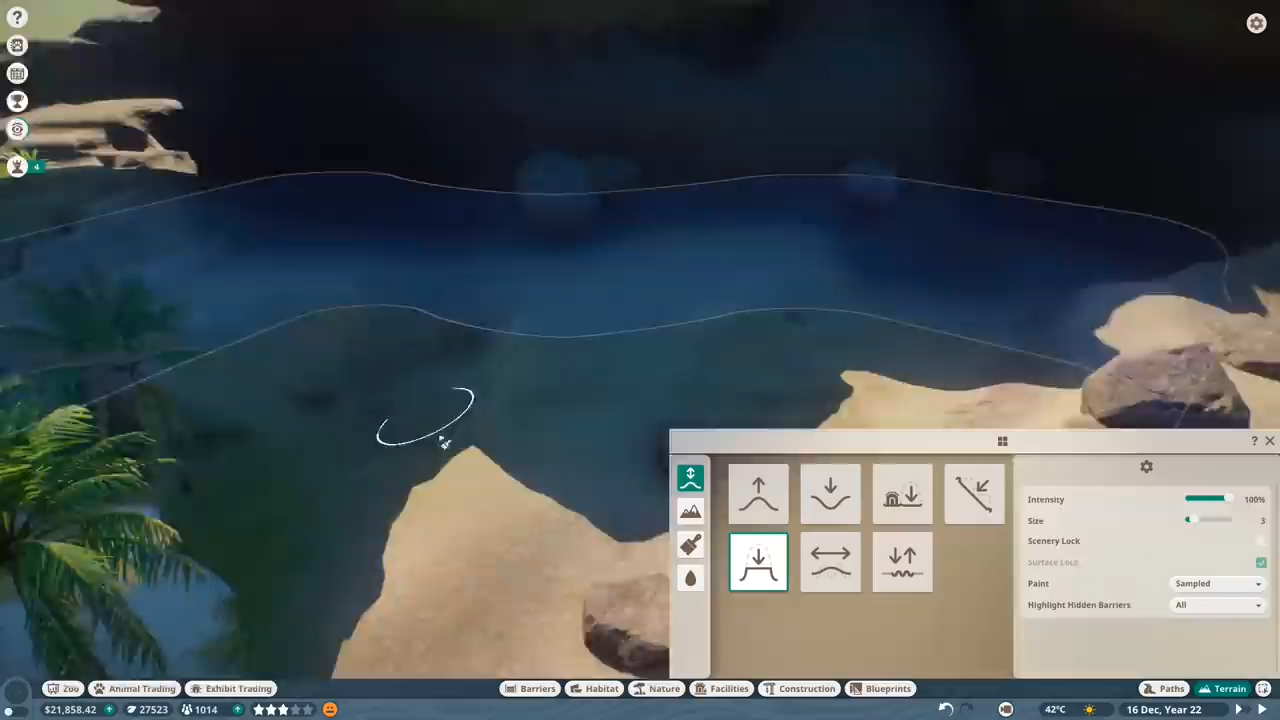 4
Intensity 100%
Size 3
Scenery Lock
Surface Lock
Paint Sampled
Highlight Hidden Barriers All
Zoo Animal Trading Exhibit Trading Barriers Habitat Nature Facilities Construction Blueprints Paths Terrain
$21,858.42 27523 1014 42°C 16 Dec, Year 22